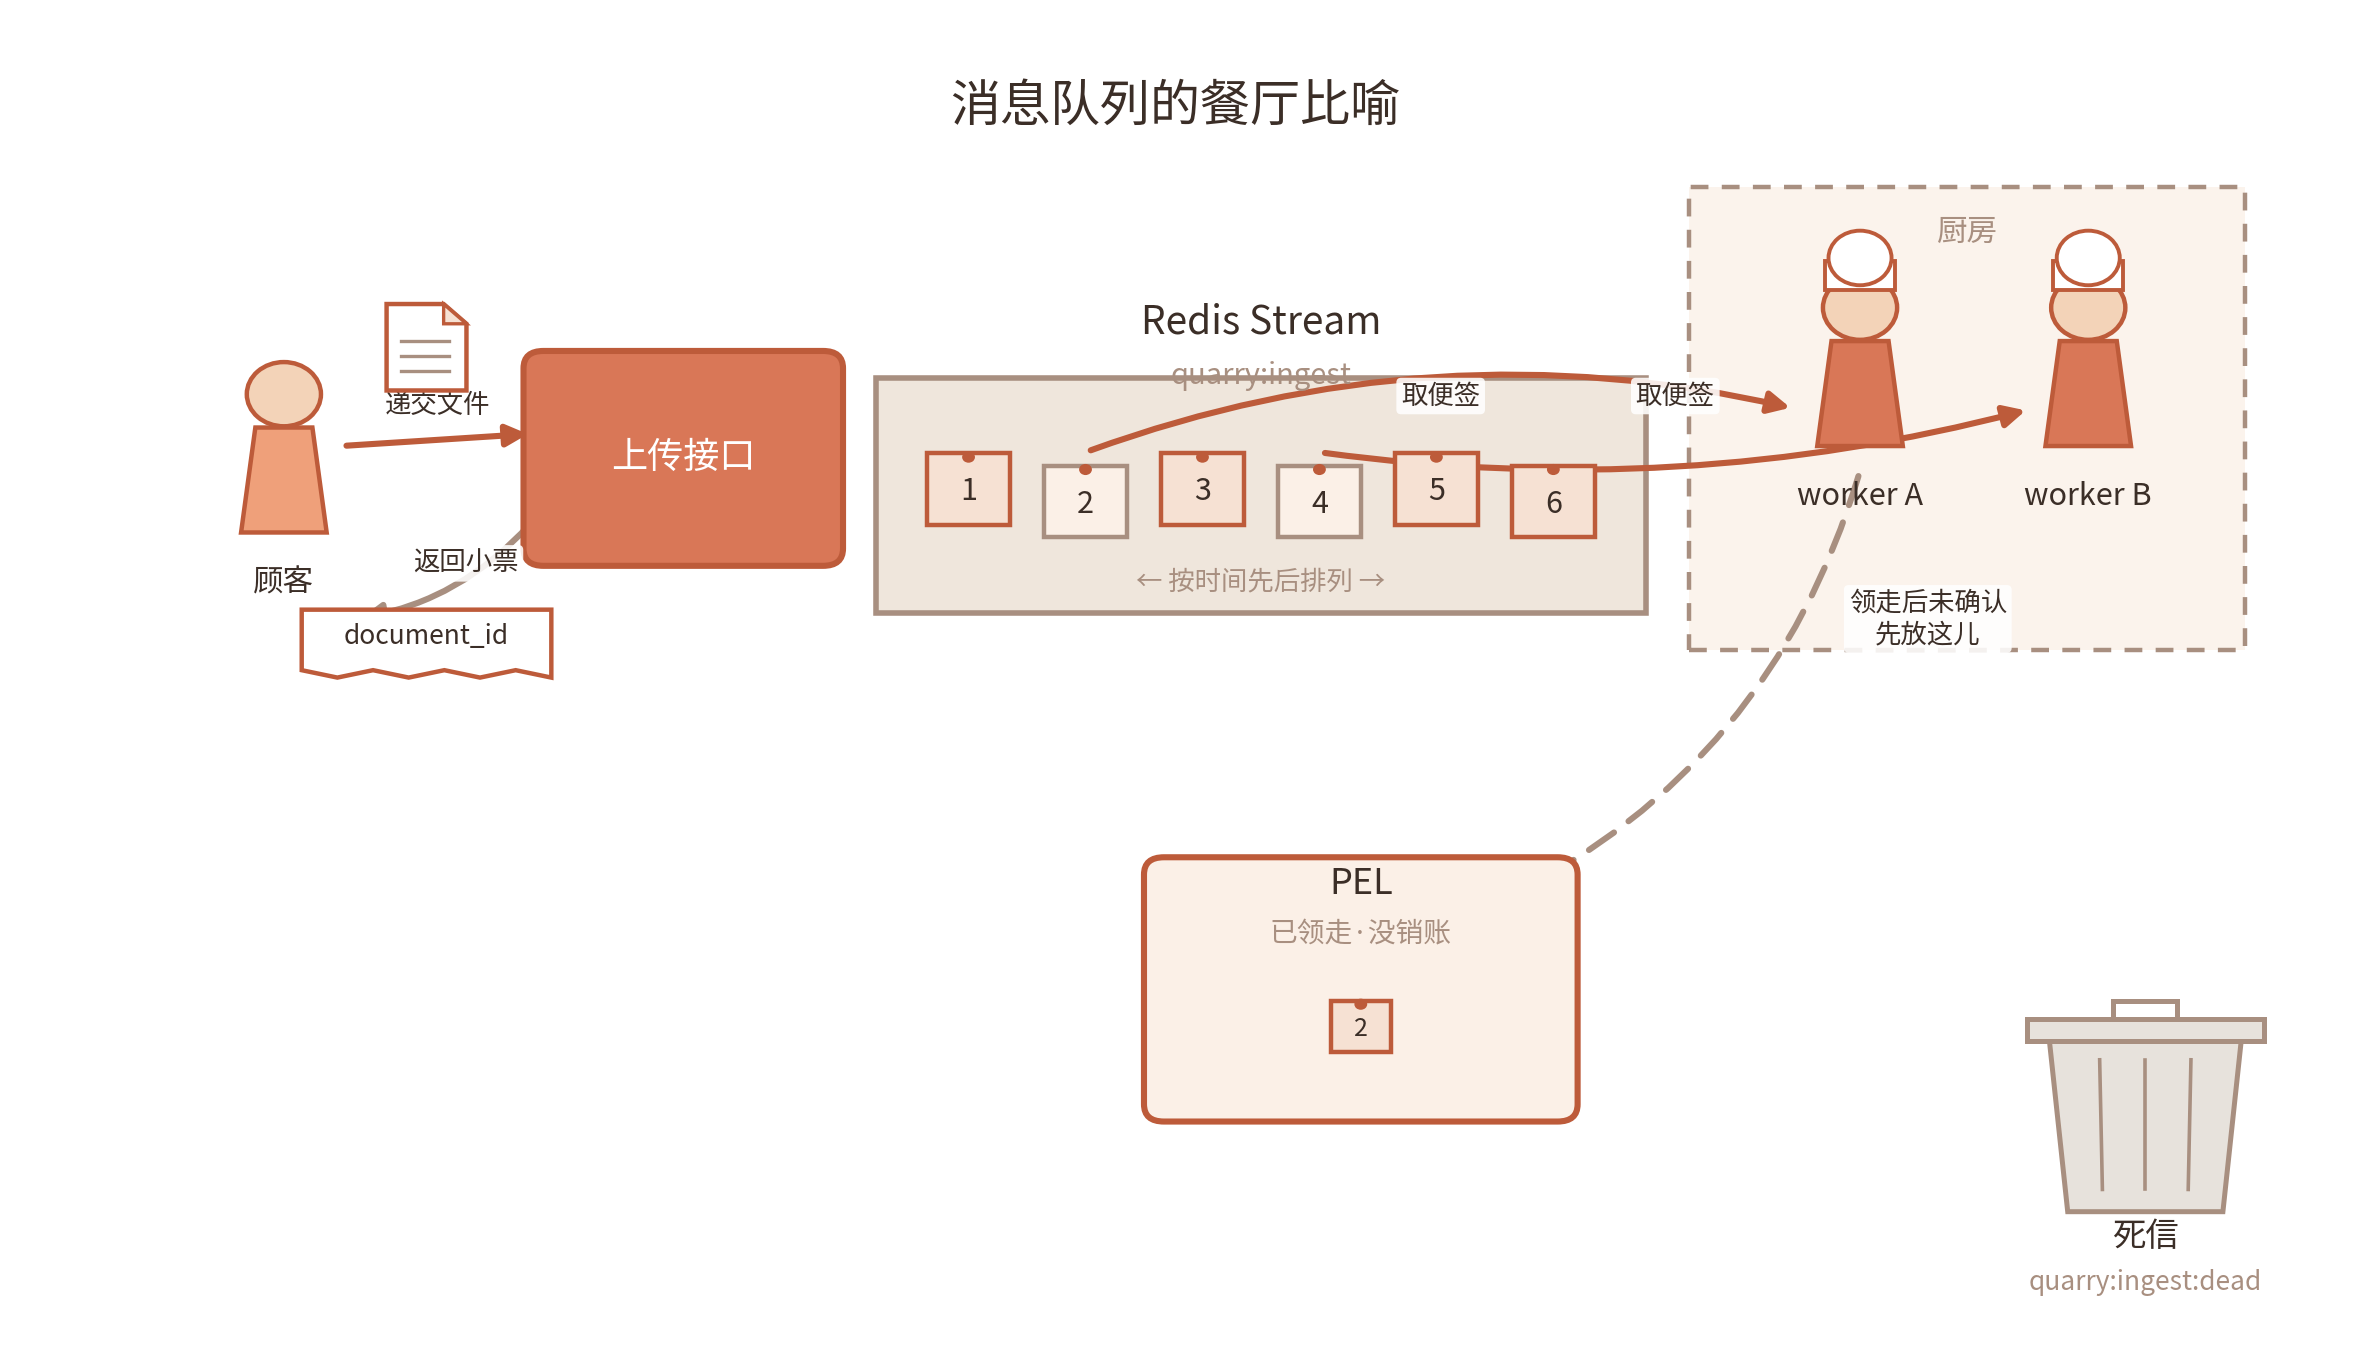 消息队列的餐厅比喻
厨房
Redis Stream
quarry:ingest
递交文件
取便签
取便签
上传接口
1
2
3
4
5
6
worker A
worker B
返回小票
顾客
← 按时间先后排列 →
领走后未确认
先放这儿
document_id
PEL
已领走·没销账
2
死信
quarry:ingest:dead